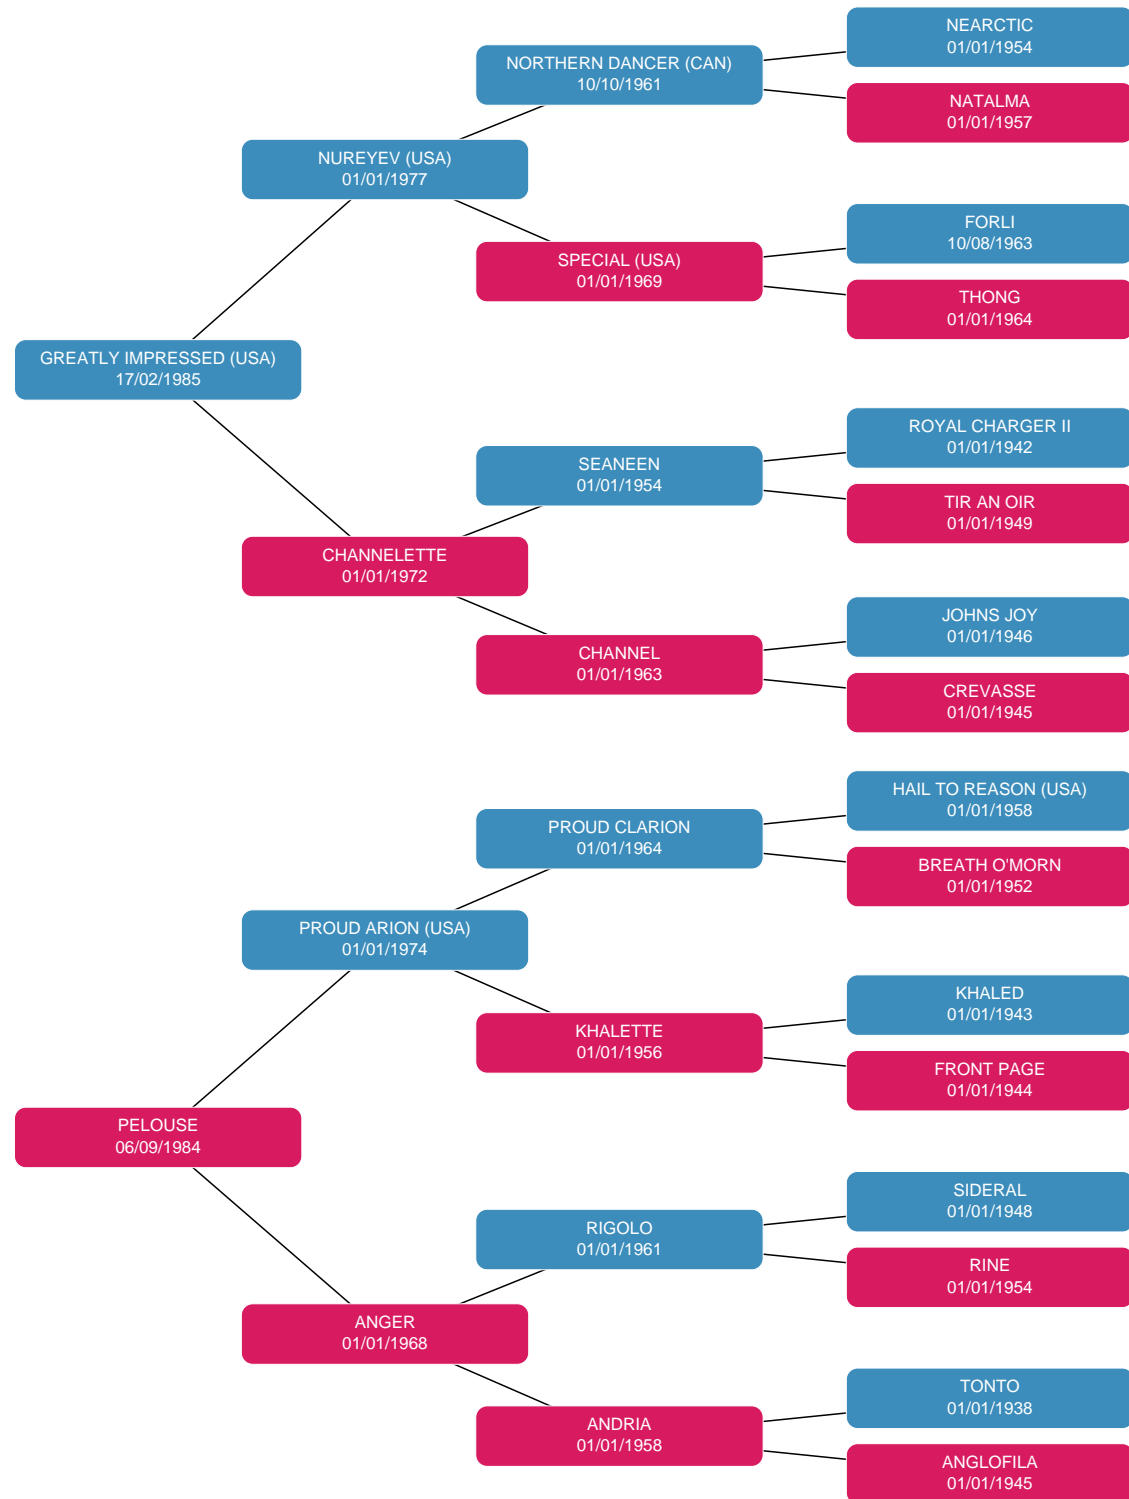 NEARCTIC
01/01/1954
NORTHERN DANCER (CAN)
10/10/1961
NATALMA
01/01/1957
NUREYEV (USA)
01/01/1977
FORLI
10/08/1963
SPECIAL (USA)
01/01/1969
THONG
01/01/1964
GREATLY IMPRESSED (USA)
17/02/1985
ROYAL CHARGER II
01/01/1942
SEANEEN
01/01/1954
TIR AN OIR
01/01/1949
CHANNELETTE
01/01/1972
JOHNS JOY
01/01/1946
CHANNEL
01/01/1963
CREVASSE
01/01/1945
HAIL TO REASON (USA)
01/01/1958
PROUD CLARION
01/01/1964
BREATH O'MORN
01/01/1952
PROUD ARION (USA)
01/01/1974
KHALED
01/01/1943
KHALETTE
01/01/1956
FRONT PAGE
01/01/1944
PELOUSE
06/09/1984
SIDERAL
01/01/1948
RIGOLO
01/01/1961
RINE
01/01/1954
ANGER
01/01/1968
TONTO
01/01/1938
ANDRIA
01/01/1958
ANGLOFILA
01/01/1945